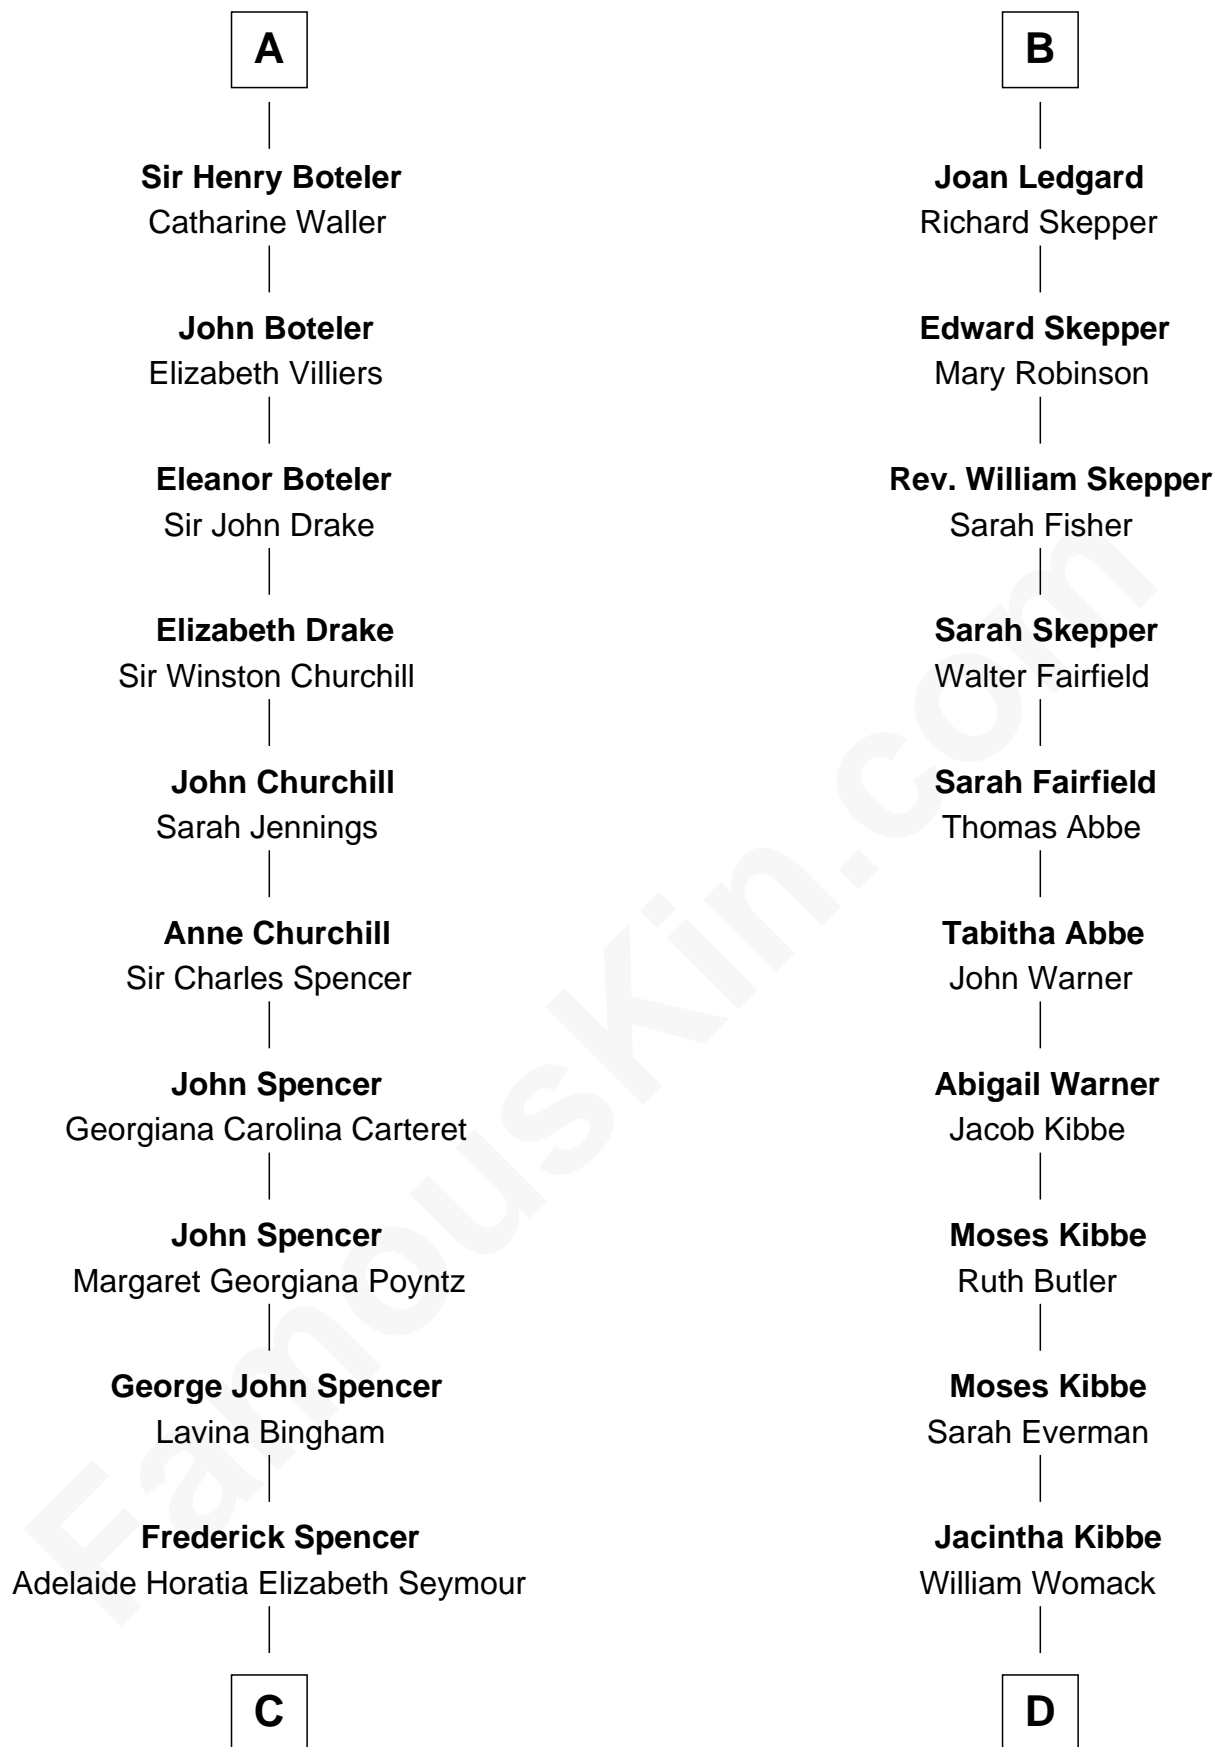 A
Sir Henry Boteler
Catharine Waller
John Boteler
Elizabeth Villiers
Eleanor Boteler
Sir John Drake
Elizabeth Drake
Sir Winston Churchill
John Churchill
Sarah Jennings
Anne Churchill
Sir Charles Spencer
John Spencer
Georgiana Carolina Carteret
John Spencer
Margaret Georgiana Poyntz
George John Spencer
Lavina Bingham
Frederick Spencer
Adelaide Horatia Elizabeth Seymour
C
B
Joan Ledgard
Richard Skepper
Edward Skepper
Mary Robinson
Rev. William Skepper
Sarah Fisher
Sarah Skepper
Walter Fairfield
Sarah Fairfield
Thomas Abbe
Tabitha Abbe
John Warner
Abigail Warner
Jacob Kibbe
Moses Kibbe
Ruth Butler
Moses Kibbe
Sarah Everman
Jacintha Kibbe
William Womack
D
FamousKin.com